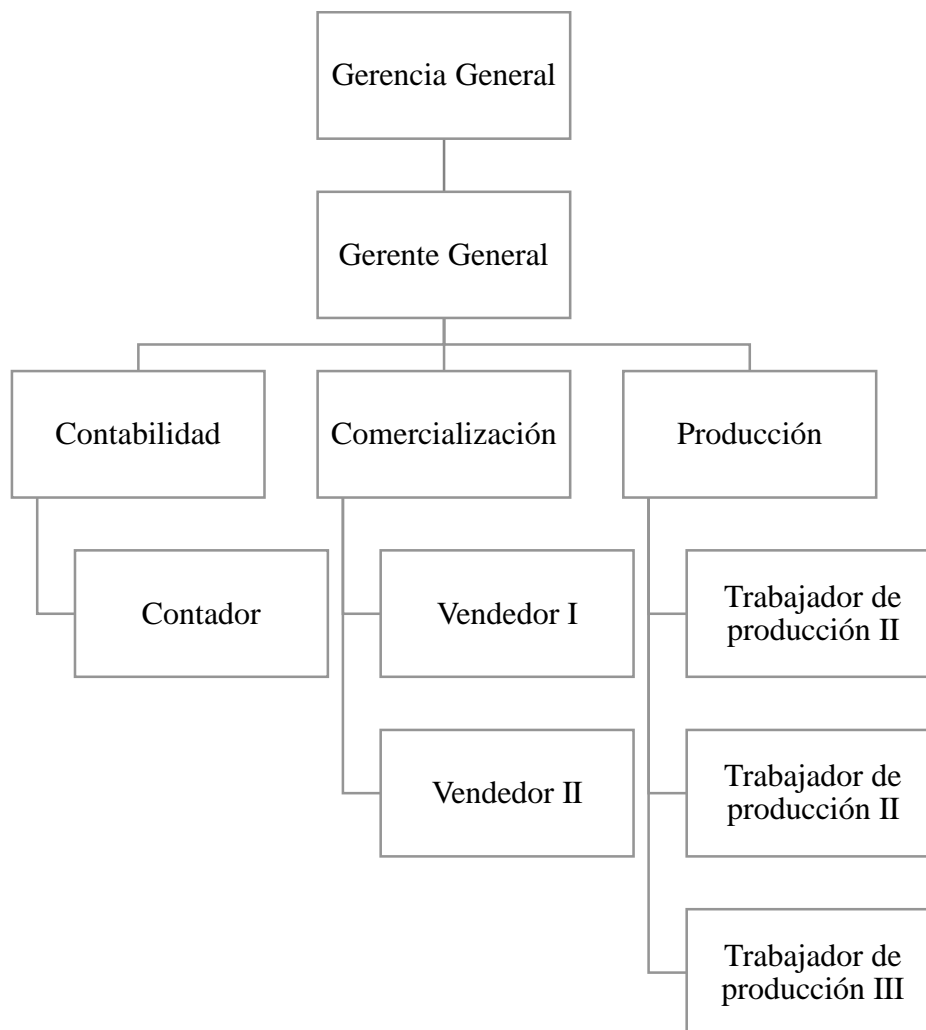 Gerencia General
Gerente General
Contabilidad
Comercialización
Producción
Contador
Vendedor I
Trabajador de
producción II
Vendedor II
Trabajador de
producción II
Trabajador de
producción III